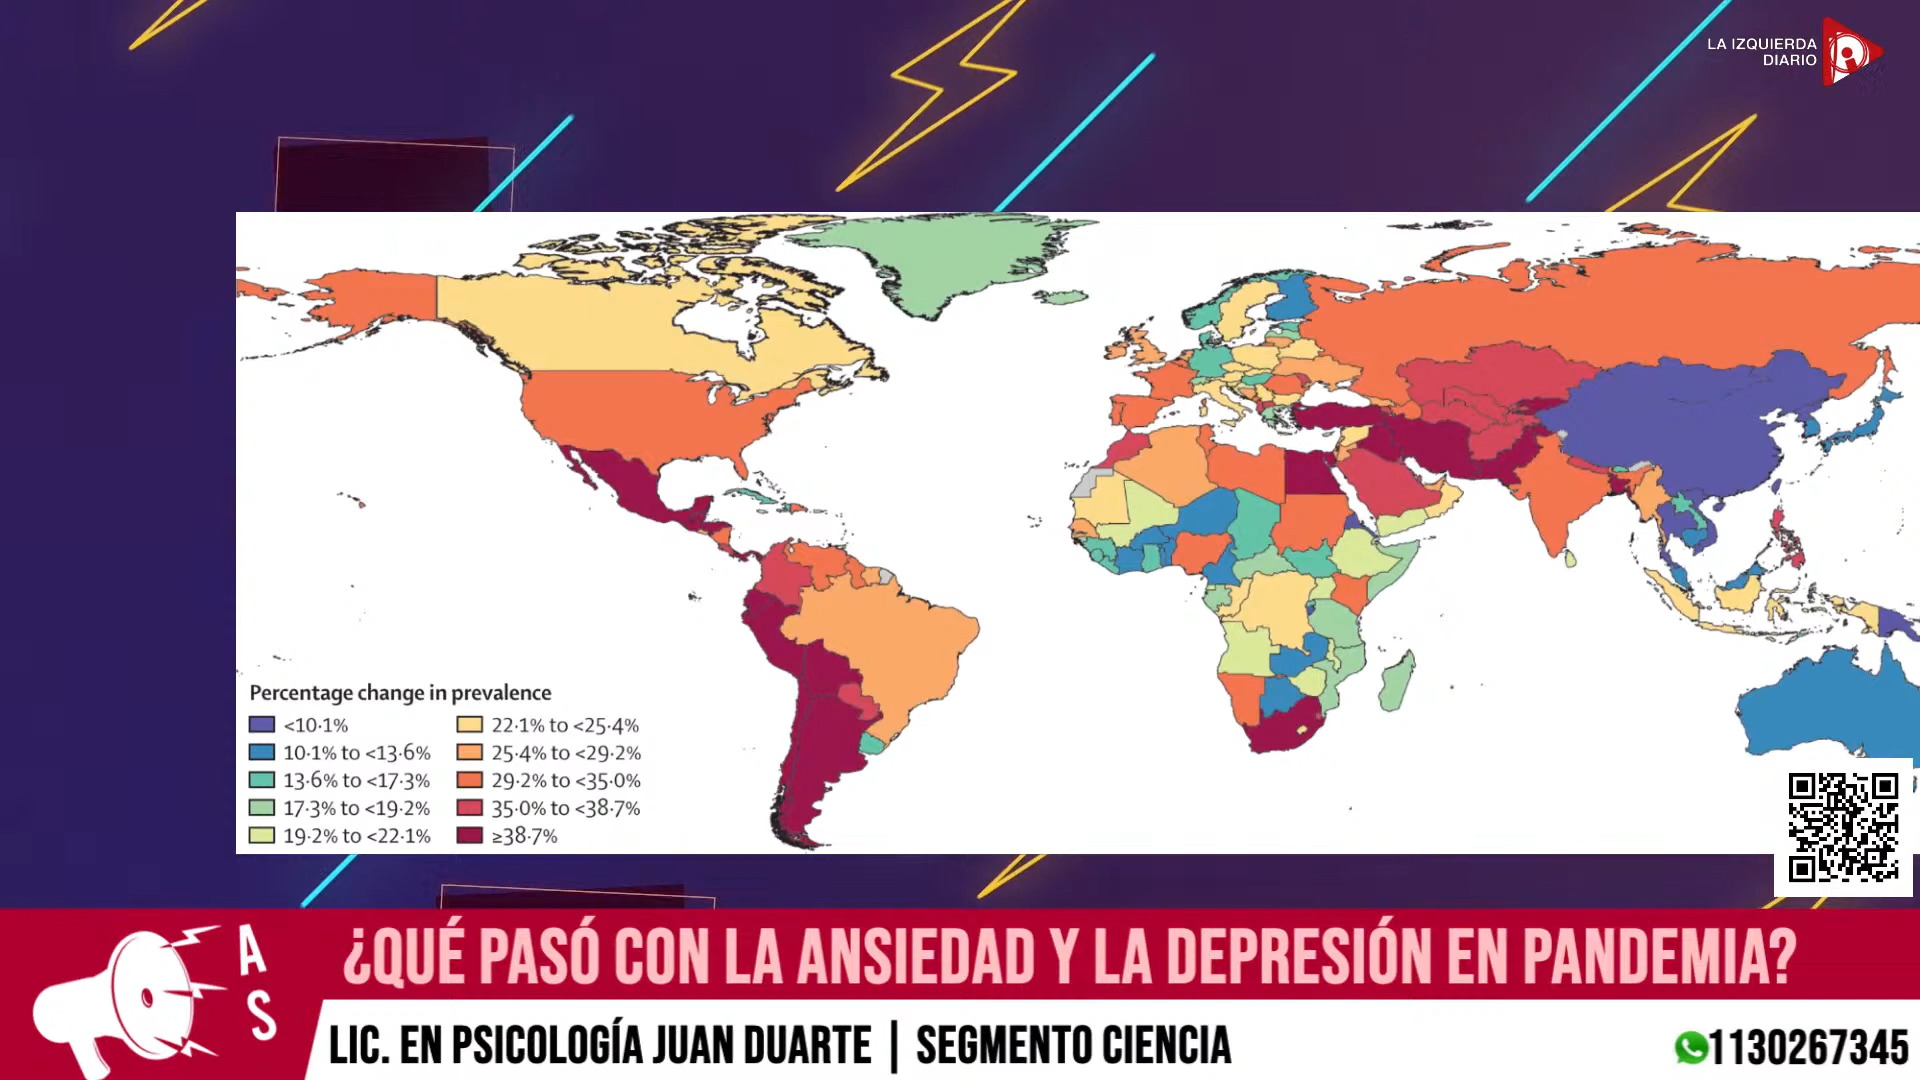 LA IZQUIERDA
DIARIO
Percentage change in prevalence
<10·1%
10·1% to <13·6%
13·6% to <17·3%
17·3% to <19·2%
19·2% to <22·1%
22·1% to <25·4%
25·4% to <29·2%
29·2% to <35·0%
35·0% to <38·7%
≥38·7%
A
S
¿QUÉ PASÓ CON LA ANSIEDAD Y LA DEPRESIÓN EN PANDEMIA?
LIC. EN PSICOLOGÍA JUAN DUARTE | SEGMENTO CIENCIA
1130267345